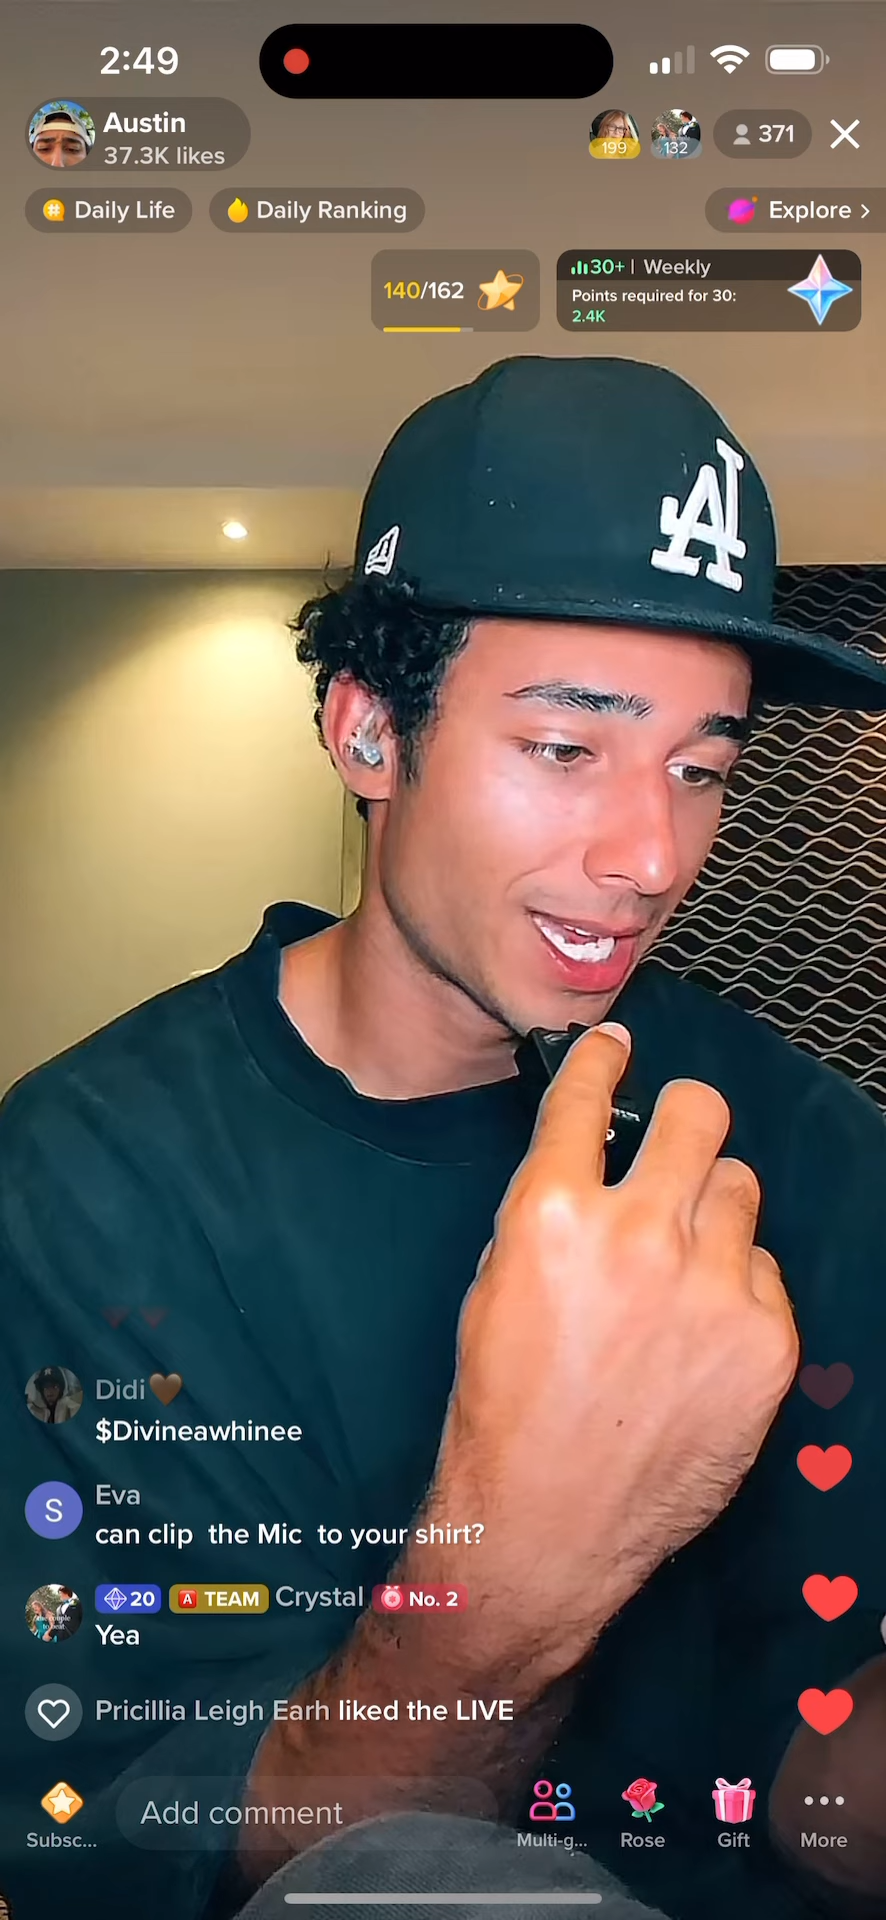 2:49
Austin
37.3K likes
199
132
371
Daily Life
Daily Ranking
Explore >
140/162
30+ | Weekly
Points required for 30:
2.4K
LA
Didi🤎
$Divineawhinee
S
Eva
can clip the Mic to your shirt?
20 A TEAM Crystal No. 2
Yea
Pricillia Leigh Earh liked the LIVE
Subsc...
Add comment
Multi-g...
Rose
Gift
More